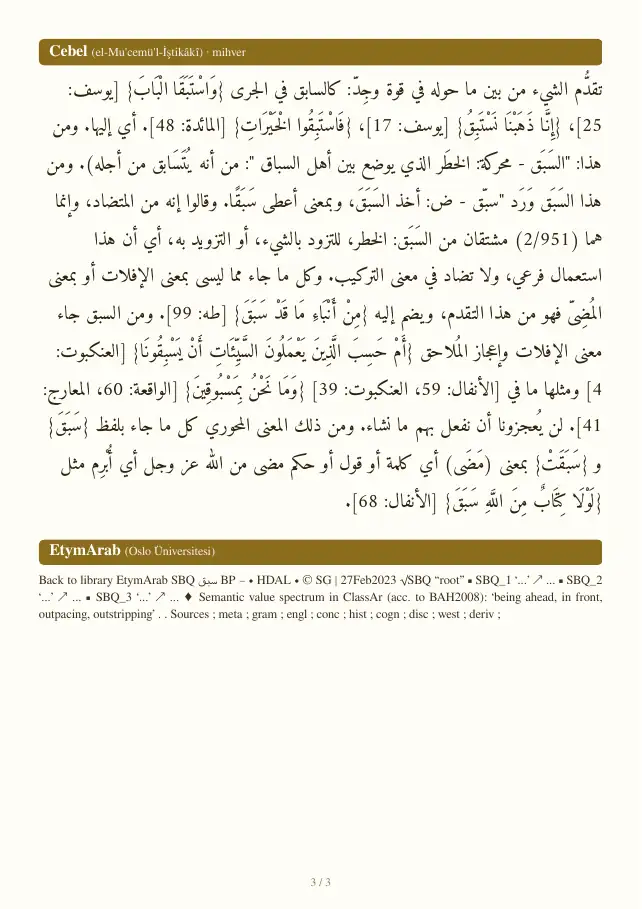 Cebel (el-Mu'cemü'l-İştikâkî) · mihver
تقدُّم الشيء من بين ما حوله في قوة وجِدّ: كالسابق في الجرى {وَاسْتَبَقَا الْبَابَ} [يوسف:
25]، {إِنَّا ذَهَبْنَا نَسْتَبِقُ} [يوسف: 17]، {فَاسْتَبِقُوا الْخَيْرَاتِ} [المائدة: 48]. أي إليها. ومن
هذا: "السَبَق - محركة: الخطَر الذي يوضع بين أهل السباق ": من أنه يُتَسَابق من أجله). ومن
هذا السَبَق وَرَد "سبّق - ض: أخذ السَبَقَ، وبمعنى أعطى سَبَقًا. وقالوا إنه من المتضاد، وإنما
هما (2/951) مشتقان من السَبَق: الخطر، للتزود بالشيء، أو التزويد به، أي أن هذا
استعمال فرعي، ولا تضاد في معنى التركيب. وكل ما جاء مما ليسى بمعنى الإفلات أو بمعنى
المُضِىّ فهو من هذا التقدم، ويضم إليه {مِنْ أَنْبَاءِ مَا قَدْ سَبَقَ} [طه: 99]. ومن السبق جاء
معنى الإفلات وإعجاز المُلاحق {أَمْ حَسِبَ الَّذِينَ يَعْمَلُونَ السَّيِّئَاتِ أَنْ يَسْبِقُونَا} [العنكبوت:
4] ومثلها ما في [الأنفال: 59، العنكبوت: 39] {وَمَا نَحْنُ بِمَسْبُوقِينَ} [الواقعة: 60، المعارج:
41]. لن يُعجزونا أن نفعل بهم ما نشاء. ومن ذلك المعنى المحوري كل ما جاء بلفظ {سَبَقَ}
و {سَبَقَتْ} بمعنى (مَضَى) أي كلمة أو قول أو حكم مضى من الله عز وجل أي أُبْرِم مثل
{لَوْلَا كِتَابٌ مِنَ اللَّهِ سَبَقَ} [الأنفال: 68].
EtymArab (Oslo Üniversitesi)
Back to library EtymArab SBQ سبق BP – • HDAL • © SG | 27Feb2023 √SBQ “root” ▪ SBQ_1 ‘...’ ↗ ... ▪ SBQ_2
‘...’ ↗ ... ▪ SBQ_3 ‘...’ ↗ ... ♦ Semantic value spectrum in ClassAr (acc. to BAH2008): ‘being ahead, in front,
outpacing, outstripping’ . . Sources ; meta ; gram ; engl ; conc ; hist ; cogn ; disc ; west ; deriv ;
3 / 3